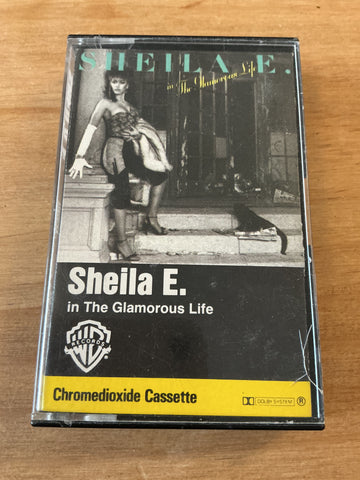 SHEILA E.
in The Glamorous Life
Sheila E.
in The Glamorous Life
WB
RECORDS
Chromedioxide Cassette
DOLBY SYSTEM ®